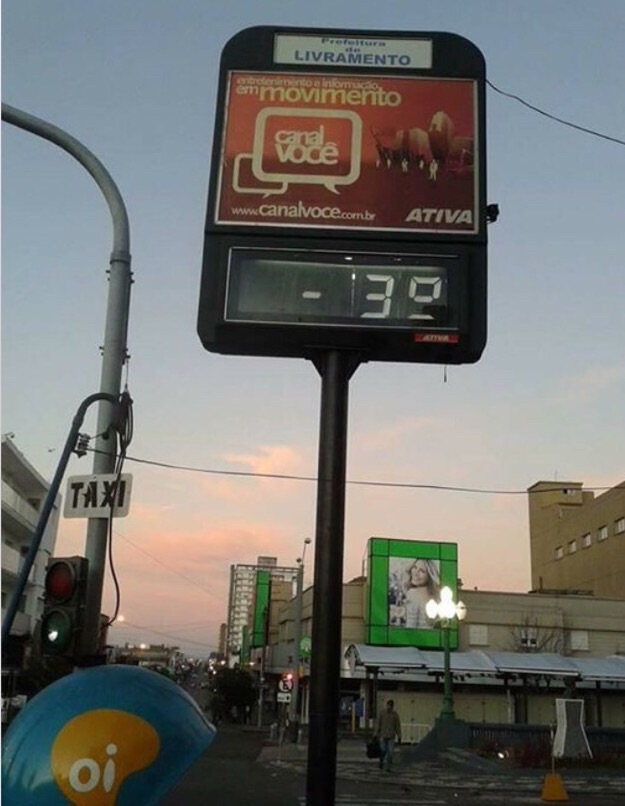 Prefeitura
de
LIVRAMENTO
entretenimento e informação
em movimento
canal
você
www.canalvoce.com.br
ATIVA
- 3º
ATIVA
TAXI
oi